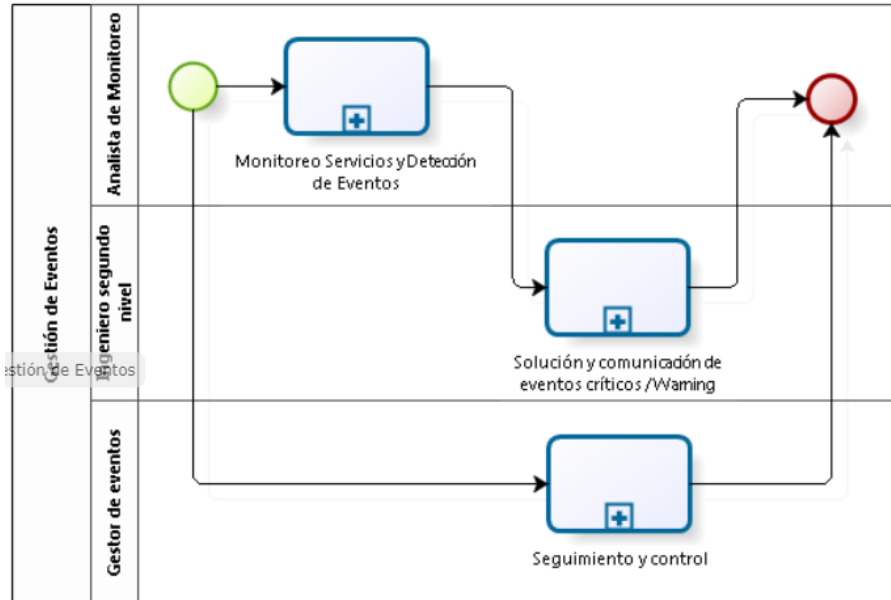 Gestión de Eventos
Analista de Monitoreo
Monitoreo Servicios y Detección
de Eventos
Ingeniero segundo
nivel
Solución y comunicación de
eventos críticos /Warning
estión de Eventos
Gestor de eventos
Seguimiento y control